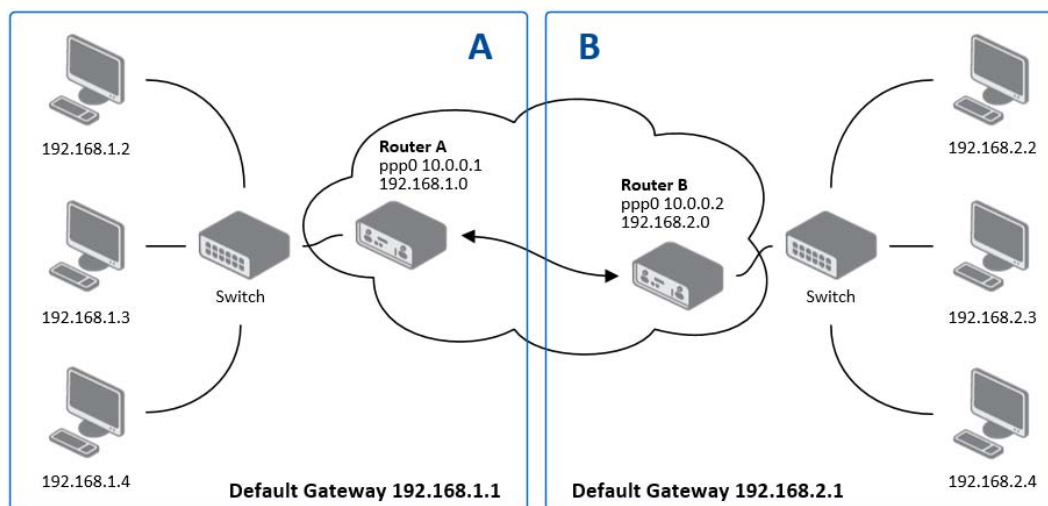 A
B
192.168.1.2
Router A
ppp0 10.0.0.1
192.168.1.0
192.168.2.2
Router B
ppp0 10.0.0.2
192.168.2.0
192.168.1.3
Switch
Switch
192.168.2.3
192.168.1.4
Default Gateway 192.168.1.1
Default Gateway 192.168.2.1
192.168.2.4